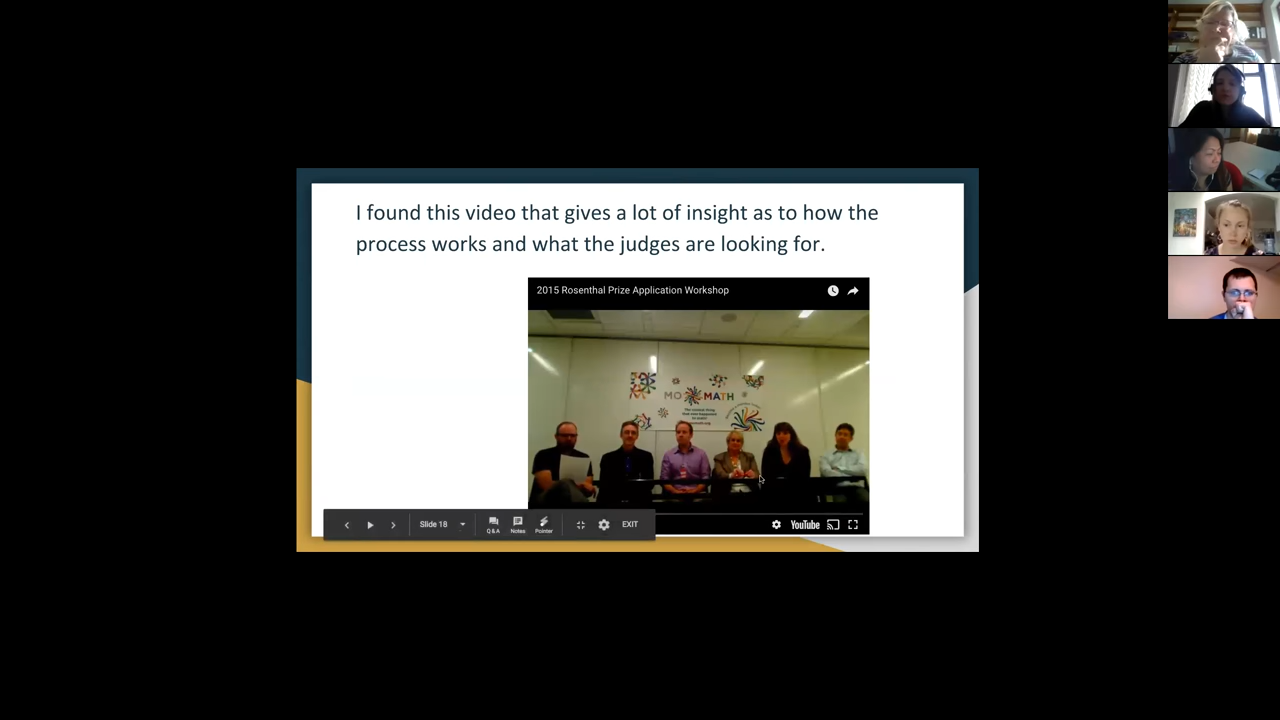 I found this video that gives a lot of insight as to how the
process works and what the judges are looking for.
2015 Rosenthal Prize Application Workshop
MO MATH
YouTube
Slide 18
Q&A
Notes
Pointer
EXIT